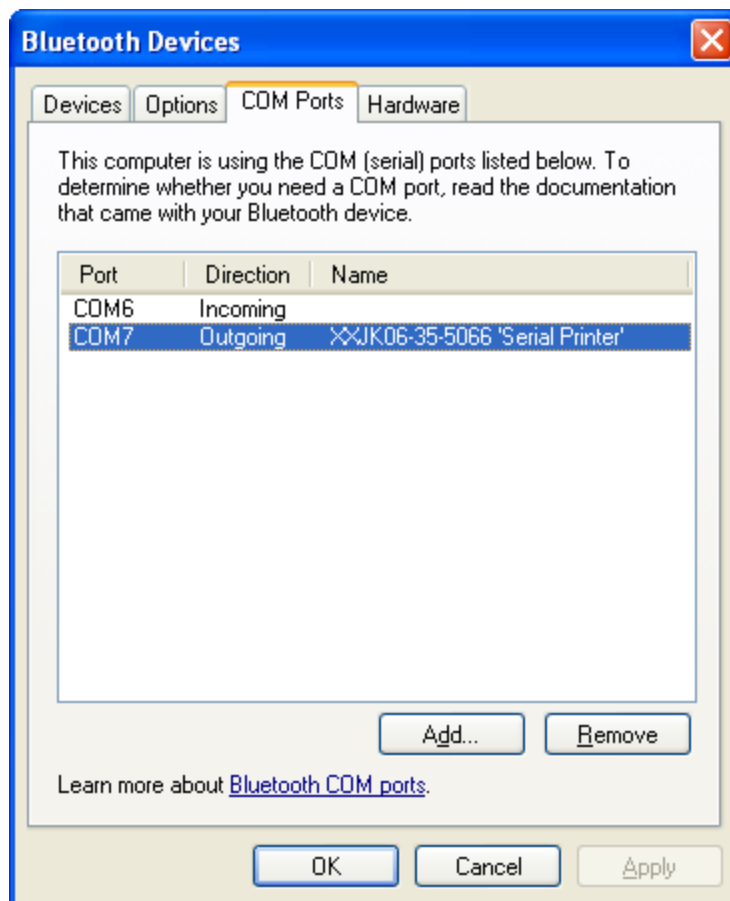 Bluetooth Devices
Devices Options COM Ports Hardware
This computer is using the COM (serial) ports listed below. To
determine whether you need a COM port, read the documentation
that came with your Bluetooth device.
Port Direction Name
COM6 Incoming
COM7 Outgoing XXJK06-35-5066 'Serial Printer'
Add... Remove
Learn more about Bluetooth COM ports.
OK Cancel Apply